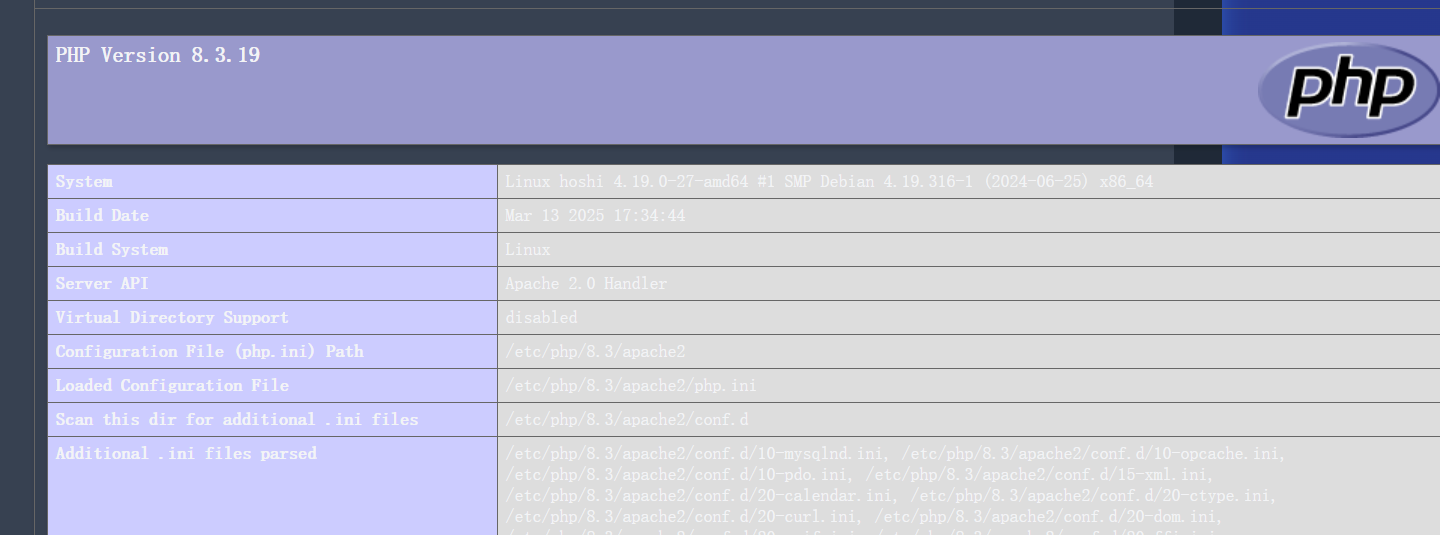 PHP Version 8.3.19
php
System Linux hoshi 4.19.0-27-amd64 #1 SMP Debian 4.19.316-1 (2024-06-25) x86_64
Build Date Mar 13 2025 17:34:44
Build System Linux
Server API Apache 2.0 Handler
Virtual Directory Support disabled
Configuration File (php.ini) Path /etc/php/8.3/apache2
Loaded Configuration File /etc/php/8.3/apache2/php.ini
Scan this dir for additional .ini files /etc/php/8.3/apache2/conf.d
Additional .ini files parsed /etc/php/8.3/apache2/conf.d/10-mysqlnd.ini, /etc/php/8.3/apache2/conf.d/10-opcache.ini,
/etc/php/8.3/apache2/conf.d/10-pdo.ini, /etc/php/8.3/apache2/conf.d/15-xml.ini,
/etc/php/8.3/apache2/conf.d/20-calendar.ini, /etc/php/8.3/apache2/conf.d/20-ctype.ini,
/etc/php/8.3/apache2/conf.d/20-curl.ini, /etc/php/8.3/apache2/conf.d/20-dom.ini,